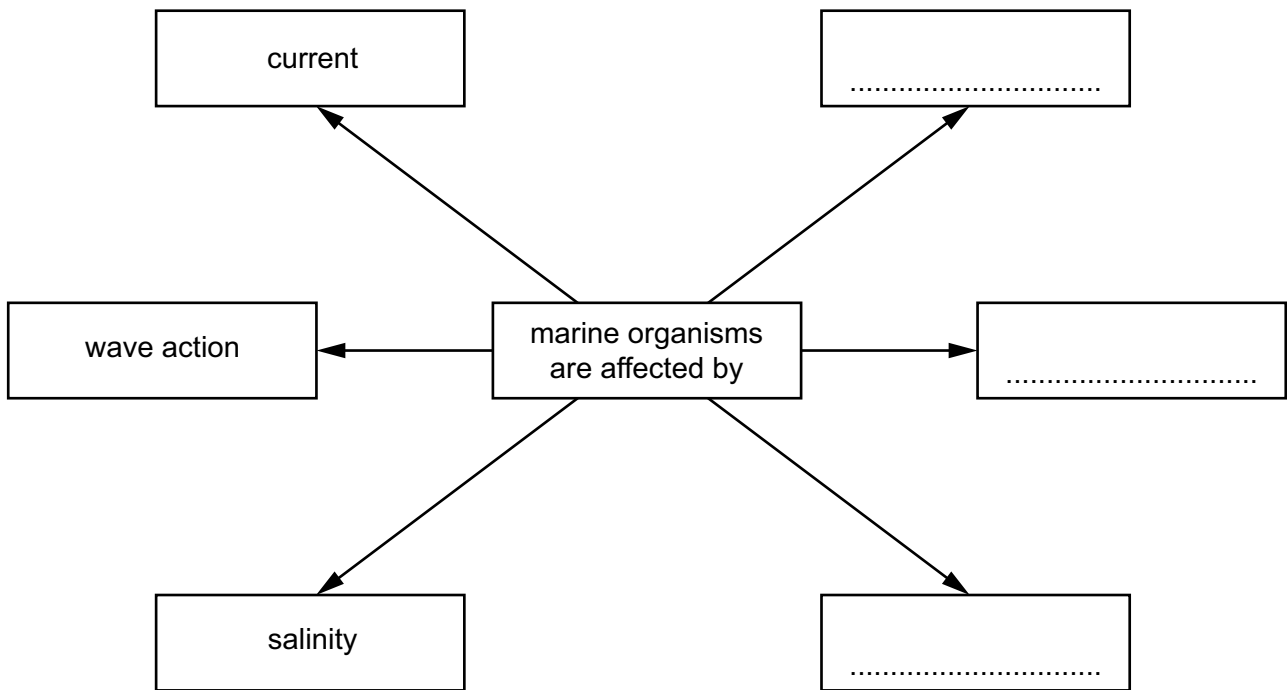 current
..............................
wave action
marine organisms
are affected by
..............................
salinity
..............................